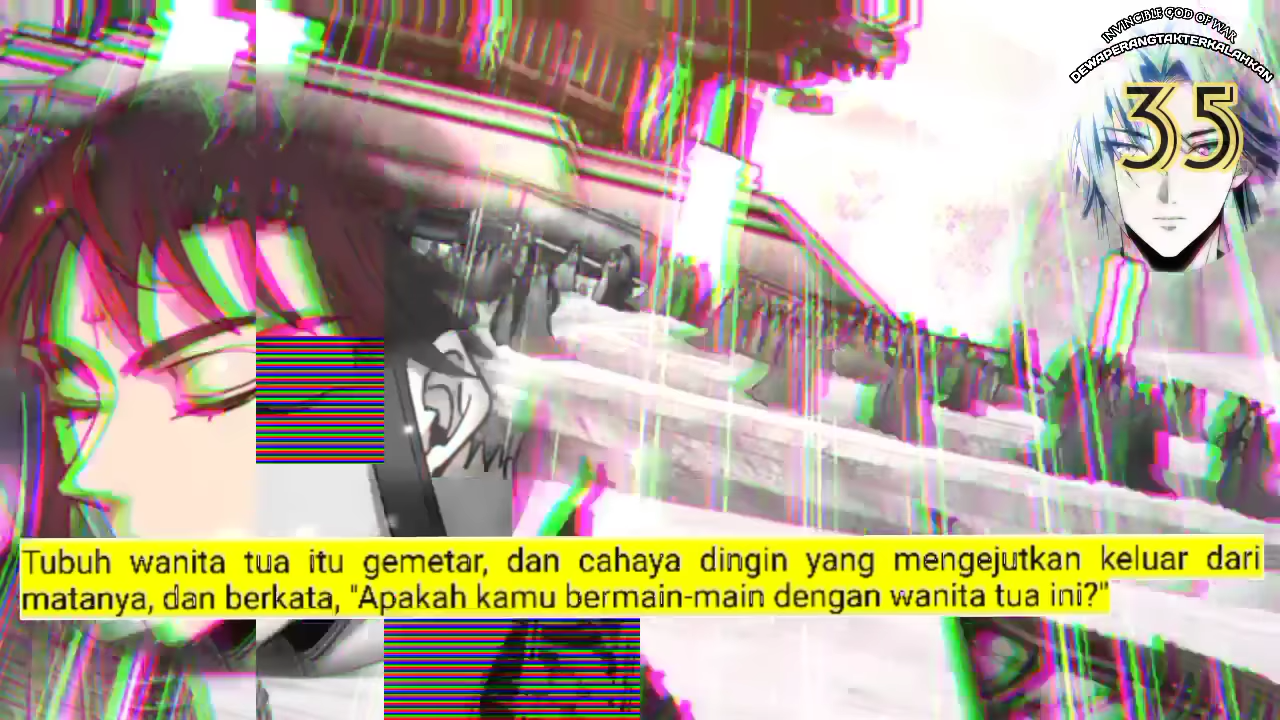 INVINCIBLE GOD OF WAR
DEWAPERANGTAKTERKALAHKAN
35
Tubuh wanita tua itu gemetar, dan cahaya dingin yang mengejutkan keluar dari
matanya, dan berkata, "Apakah kamu bermain-main dengan wanita tua ini?"